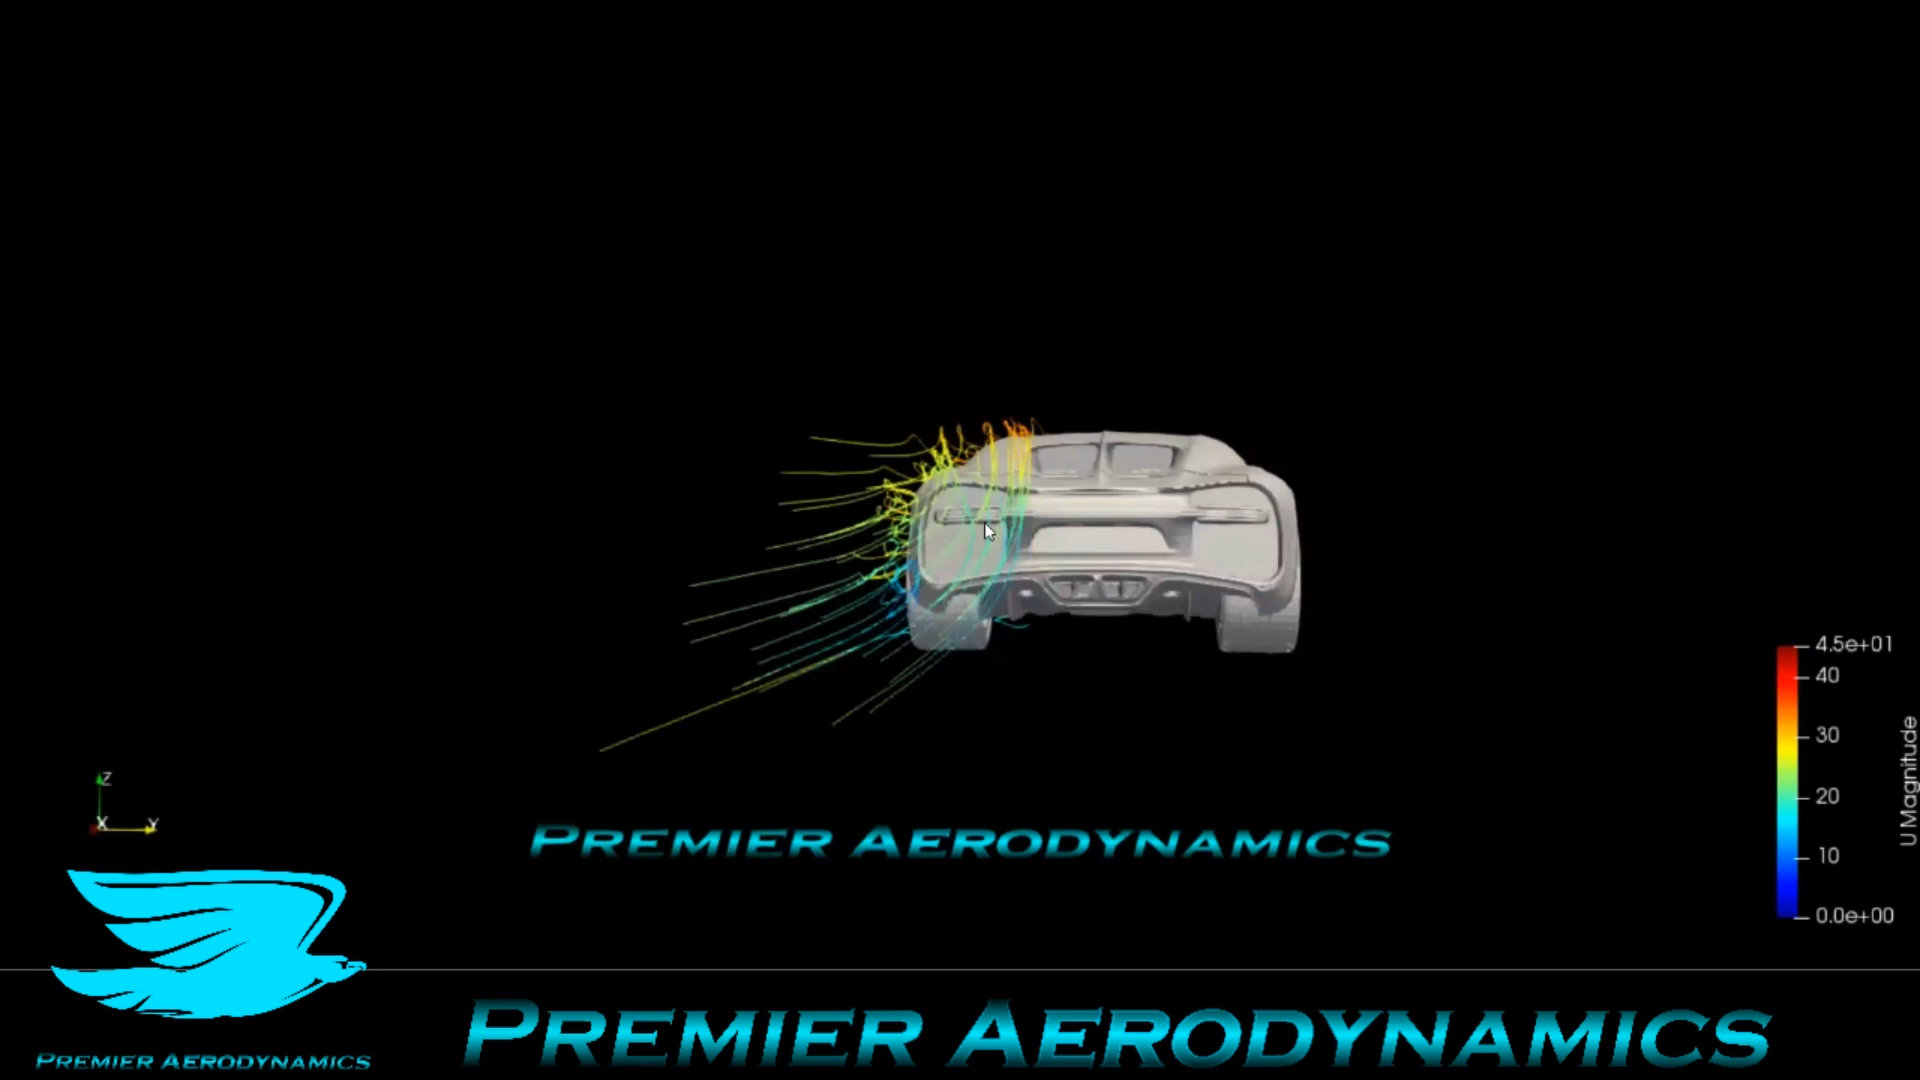 4.5e+01
40
30
20
10
0.0e+00
U Magnitude
Z
X
Y
PREMIER AERODYNAMICS
PREMIER AERODYNAMICS
PREMIER AERODYNAMICS